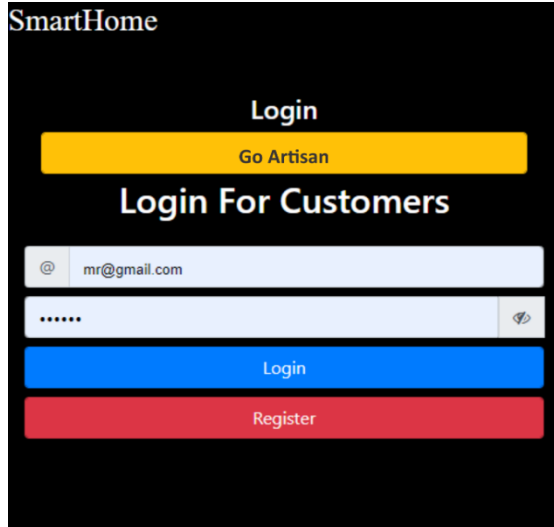 SmartHome
Login
Go Artisan
Login For Customers
@ mr@gmail.com
••••••
Login
Register